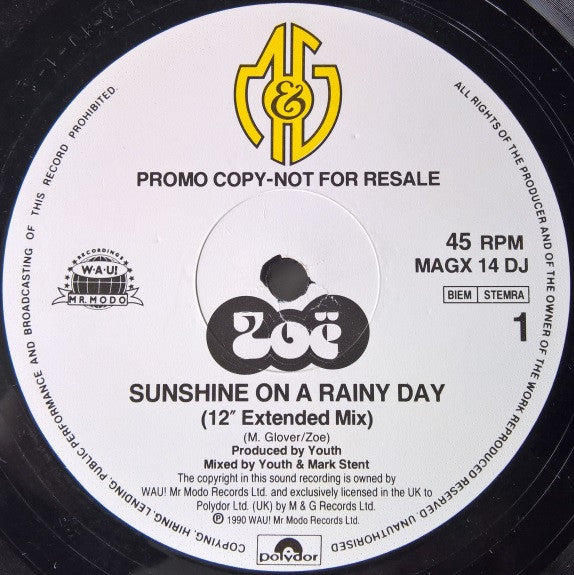 M&G
PROMO COPY-NOT FOR RESALE
45 RPM
MAGX 14 DJ
BIEM STEMRA
1
RECORDINGS
W·A·U!
MR.MODO
Zoë
SUNSHINE ON A RAINY DAY
(12″ Extended Mix)
(M. Glover/Zoe)
Produced by Youth
Mixed by Youth & Mark Stent
The copyright in this sound recording is owned by
WAU! Mr Modo Records Ltd. and exclusively licensed in the UK to
Polydor Ltd. (UK) by M & G Records Ltd.
℗ 1990 WAU! Mr Modo Records Ltd.
polydor
ALL RIGHTS OF THE PRODUCER AND OF THE OWNER OF THE WORK REPRODUCED RESERVED. UNAUTHORISED COPYING, HIRING, LENDING, PUBLIC PERFORMANCE AND BROADCASTING OF THIS RECORD PROHIBITED.